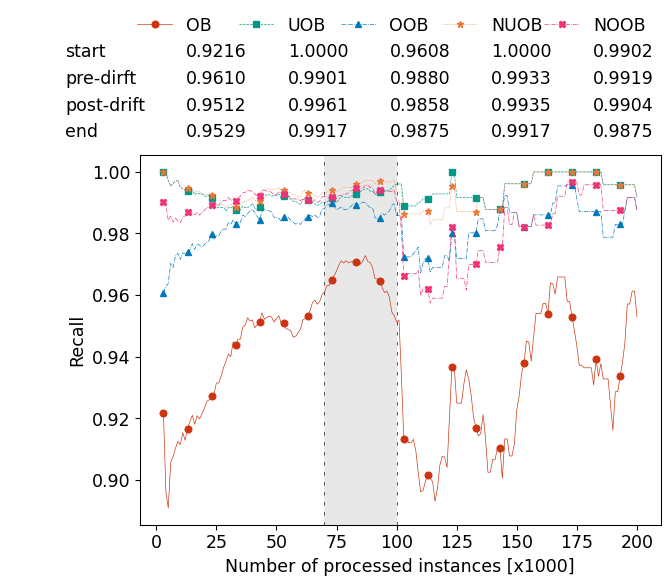 OB UOB OOB NUOB NOOB
start 0.9216 1.0000 0.9608 1.0000 0.9902
pre-dirft 0.9610 0.9901 0.9880 0.9933 0.9919
post-drift 0.9512 0.9961 0.9858 0.9935 0.9904
end 0.9529 0.9917 0.9875 0.9917 0.9875
1.00
0.98
0.96
0.94
0.92
0.90
Recall
0 25 50 75 100 125 150 175 200
Number of processed instances [x1000]